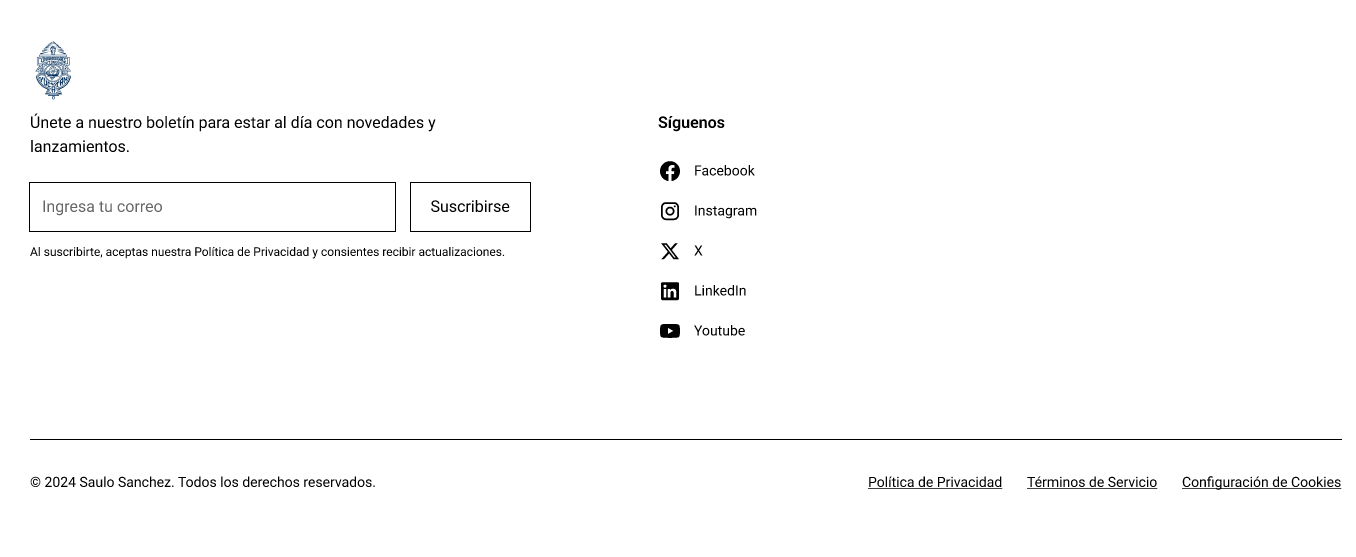 Únete a nuestro boletín para estar al día con novedades y
lanzamientos.
Ingresa tu correo
Suscribirse
Al suscribirte, aceptas nuestra Política de Privacidad y consientes recibir actualizaciones.
Síguenos
Facebook
Instagram
X
LinkedIn
Youtube
© 2024 Saulo Sanchez. Todos los derechos reservados.
Política de Privacidad
Términos de Servicio
Configuración de Cookies